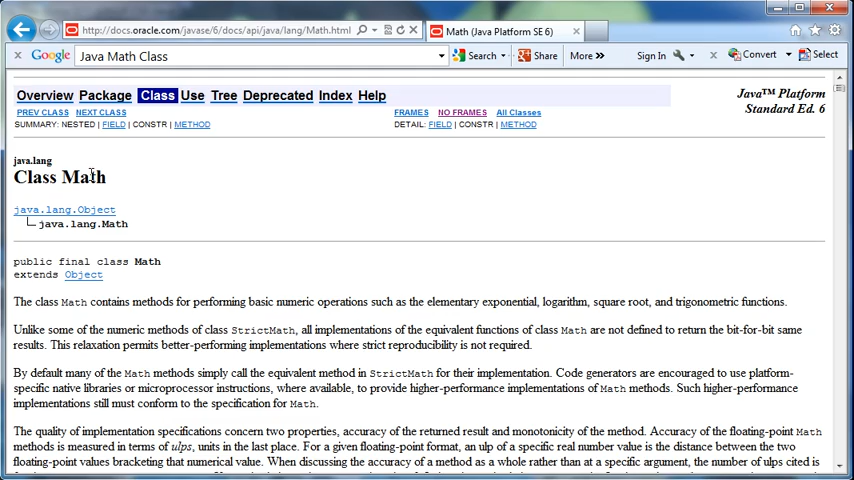 http://docs.oracle.com/javase/6/docs/api/java/lang/Math.html
Math (Java Platform SE 6)
Google Java Math Class Search Share More >> Sign In Convert Select
Overview Package Class Use Tree Deprecated Index Help
Java™ Platform
Standard Ed. 6
PREV CLASS NEXT CLASS FRAMES NO FRAMES All Classes
SUMMARY: NESTED | FIELD | CONSTR | METHOD DETAIL: FIELD | CONSTR | METHOD
java.lang
Class Math
java.lang.Object
java.lang.Math
public final class Math
extends Object
The class Math contains methods for performing basic numeric operations such as the elementary exponential, logarithm, square root, and trigonometric functions.
Unlike some of the numeric methods of class StrictMath, all implementations of the equivalent functions of class Math are not defined to return the bit-for-bit same
results. This relaxation permits better-performing implementations where strict reproducibility is not required.
By default many of the Math methods simply call the equivalent method in StrictMath for their implementation. Code generators are encouraged to use platform-
specific native libraries or microprocessor instructions, where available, to provide higher-performance implementations of Math methods. Such higher-performance
implementations still must conform to the specification for Math.
The quality of implementation specifications concern two properties, accuracy of the returned result and monotonicity of the method. Accuracy of the floating-point Math
methods is measured in terms of ulps, units in the last place. For a given floating-point format, an ulp of a specific real number value is the distance between the two
floating-point values bracketing that numerical value. When discussing the accuracy of a method as a whole rather than at a specific argument, the number of ulps cited is